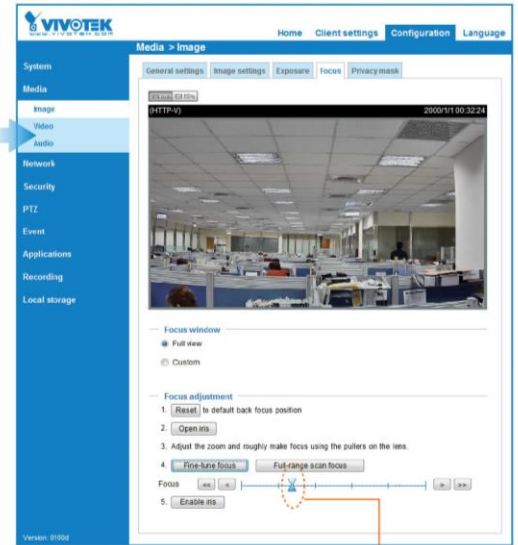 VIVOTEK
WWW.VIVOTEK.COM
Home Client settings Configuration Language
Media > Image
System
Media
Image
Video
Audio
Network
Security
PTZ
Event
Applications
Recording
Local storage
Version: 0100d
General settings Image settings Exposure Focus Privacy mask
(HTTP-V) 2000/1/1 00:32:24
Focus window
Full view
Custom
Focus adjustment
1. Reset to default back focus position
2. Open iris
3. Adjust the zoom and roughly make focus using the pullers on the lens.
4. Fine-tune focus Full-range scan focus
Focus << < > >>
5. Enable iris